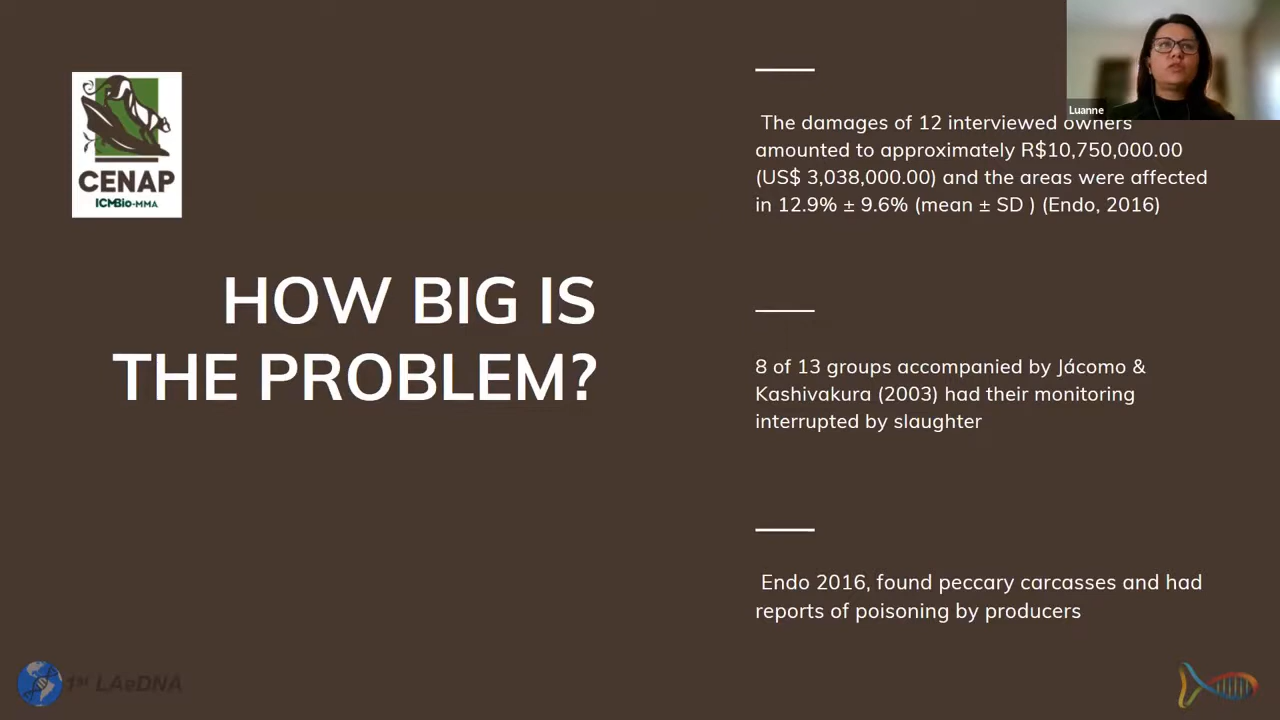 CENAP
ICMBio-MMA
HOW BIG IS
THE PROBLEM?
The damages of 12 interviewed owners
amounted to approximately R$10,750,000.00
(US$ 3,038,000.00) and the areas were affected
in 12.9% ± 9.6% (mean ± SD ) (Endo, 2016)
8 of 13 groups accompanied by Jácomo &
Kashivakura (2003) had their monitoring
interrupted by slaughter
Endo 2016, found peccary carcasses and had
reports of poisoning by producers
Luanne
1st LAeDNA